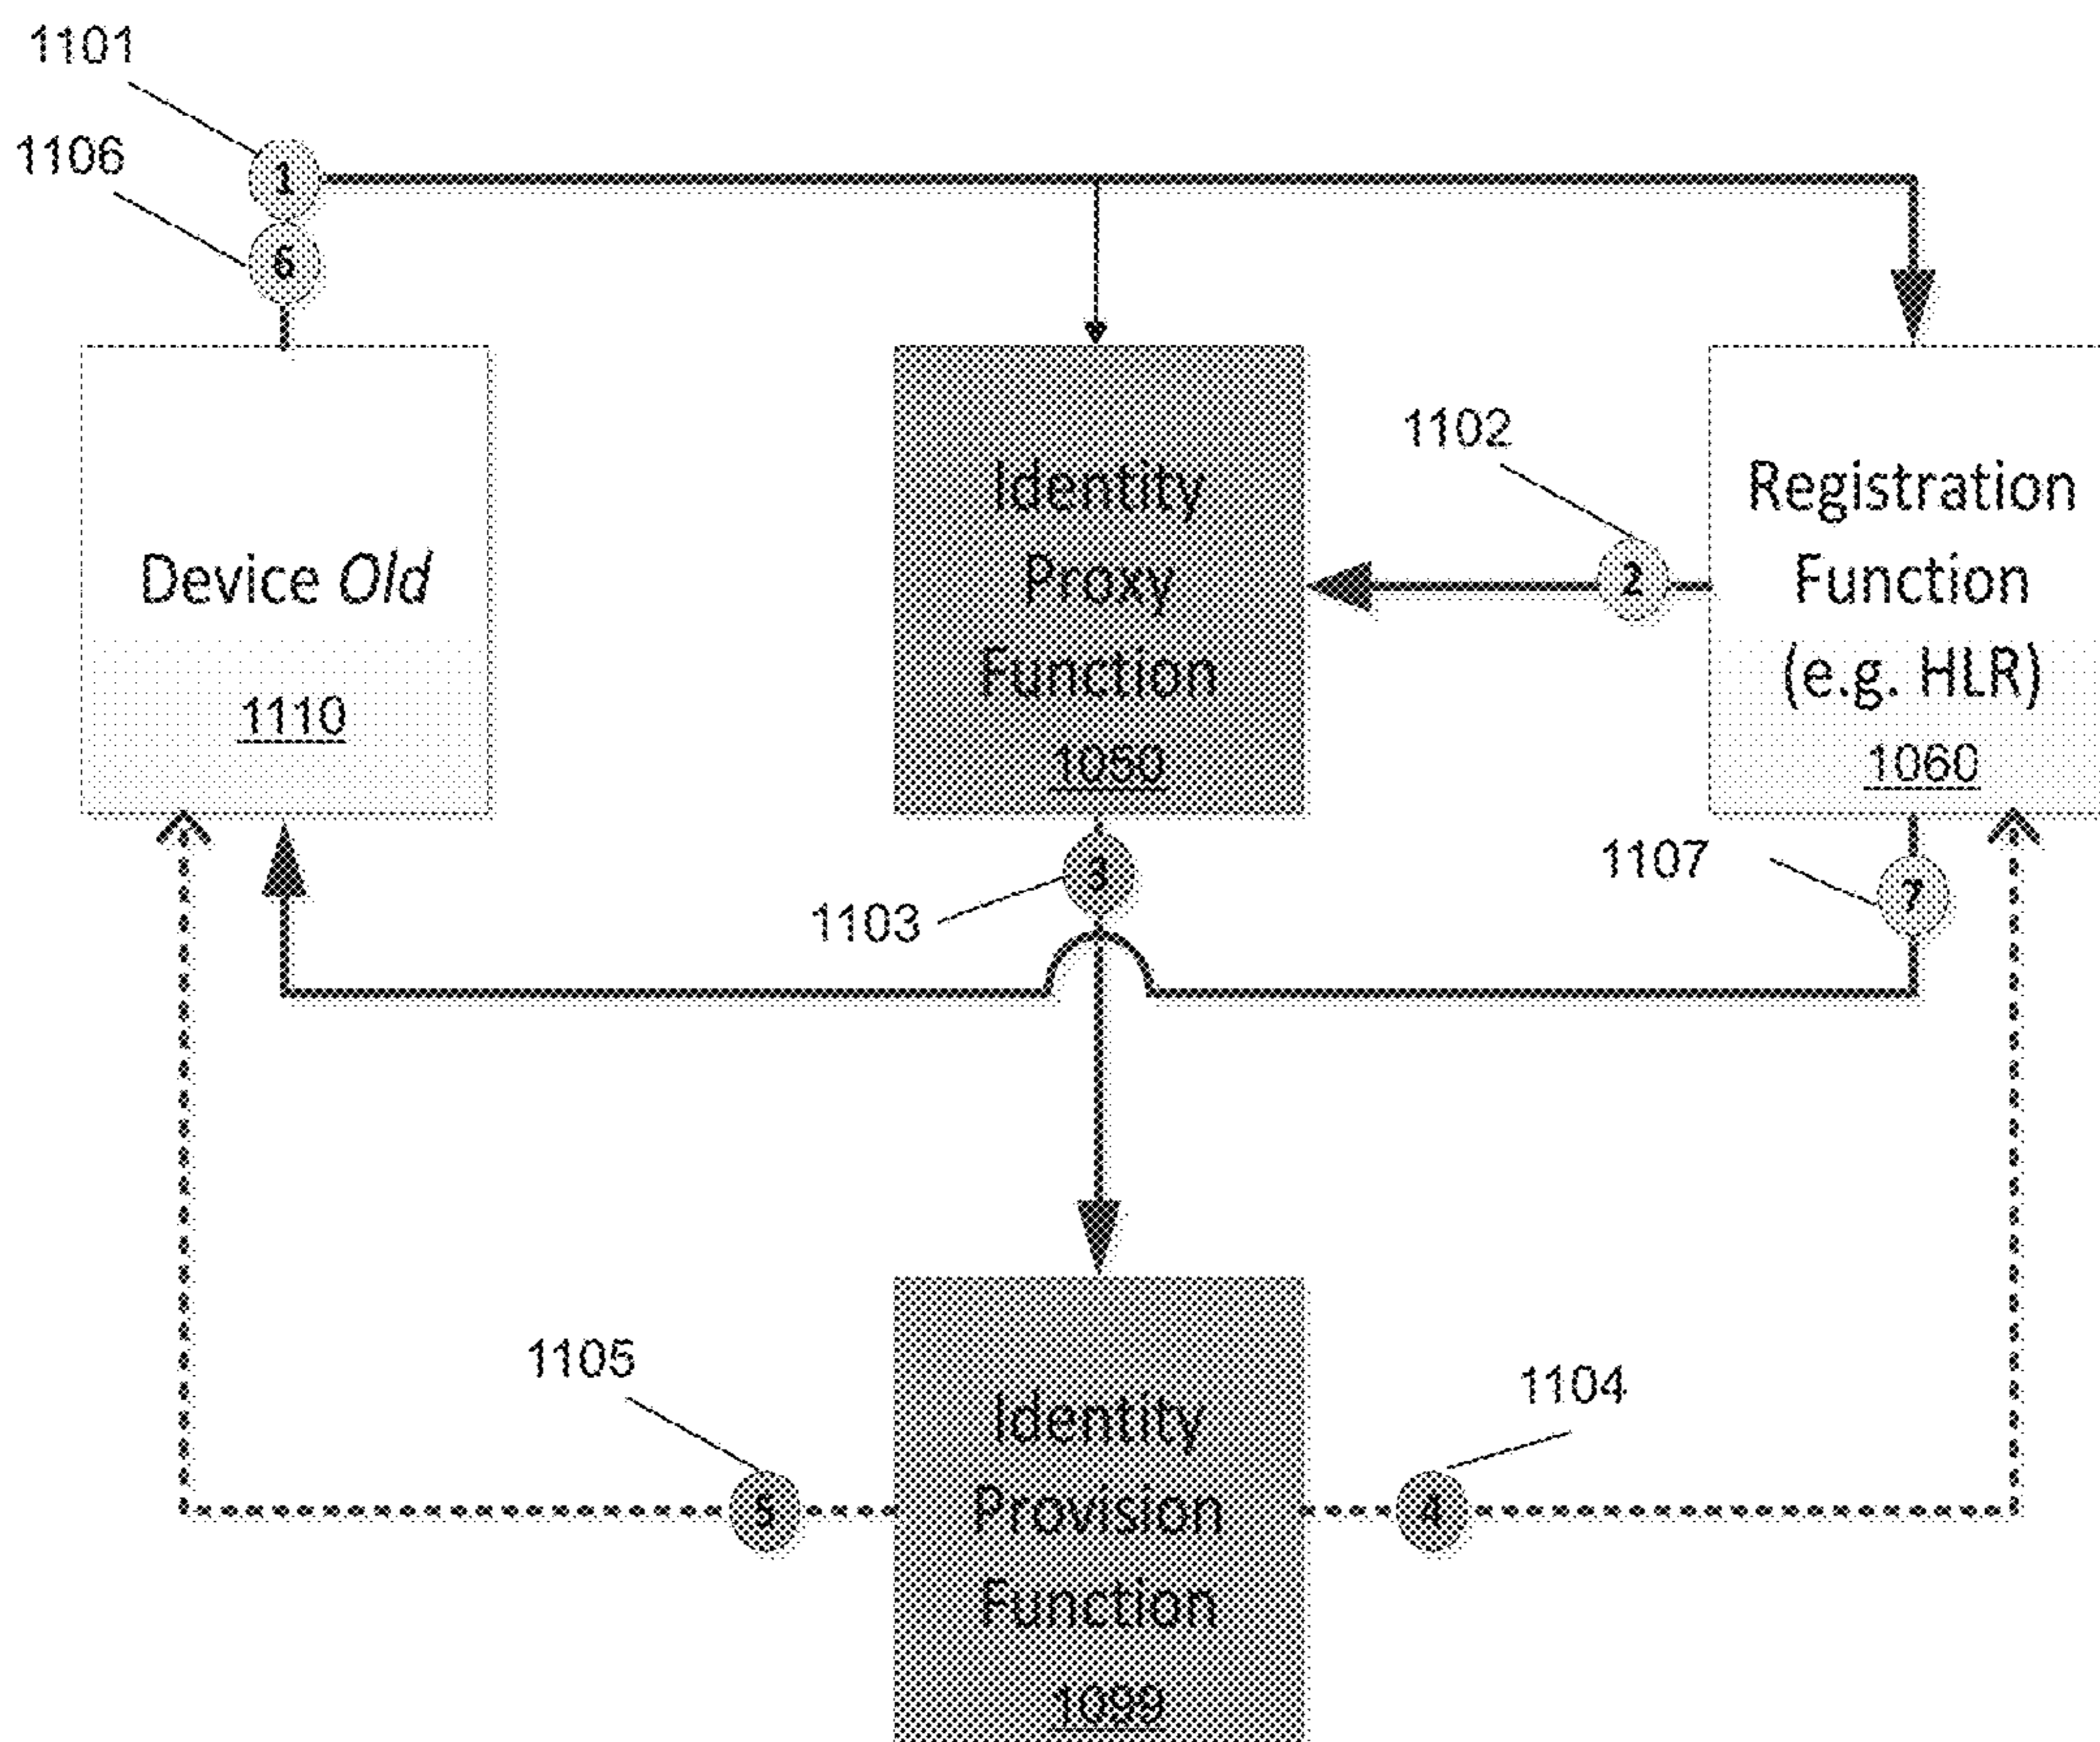 1101
1106
1
6
1102
Identity
Proxy
Function
1050
Registration
Function
(e.g. HLR)
1060
2
Device Old
1110
1103
3
1107
7
1105
5
1104
4
Identity
Provision
Function
1099